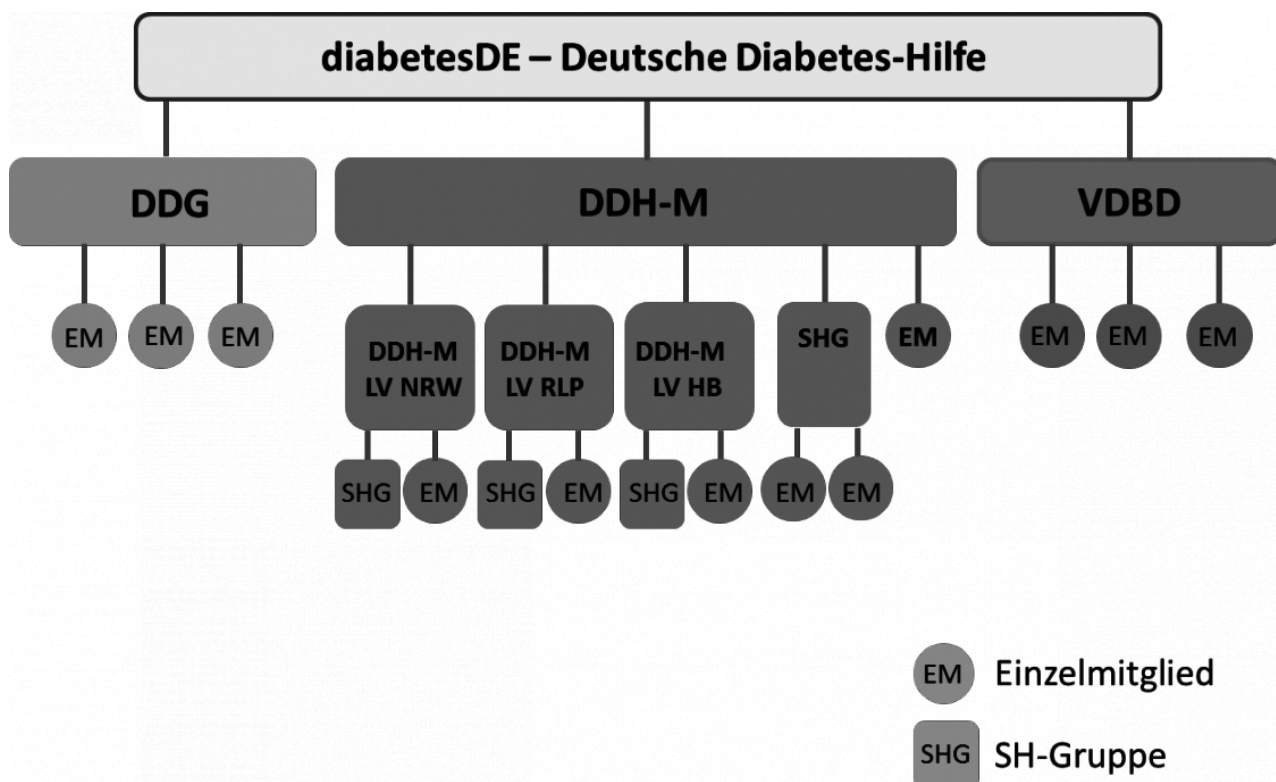 diabetesDE – Deutsche Diabetes-Hilfe
DDG
DDH-M
VDBD
EM
EM
EM
DDH-M
LV NRW
DDH-M
LV RLP
DDH-M
LV HB
SHG
EM
EM
EM
EM
SHG
EM
SHG
EM
SHG
EM
EM
EM
EM
Einzelmitglied
SHG
SH-Gruppe